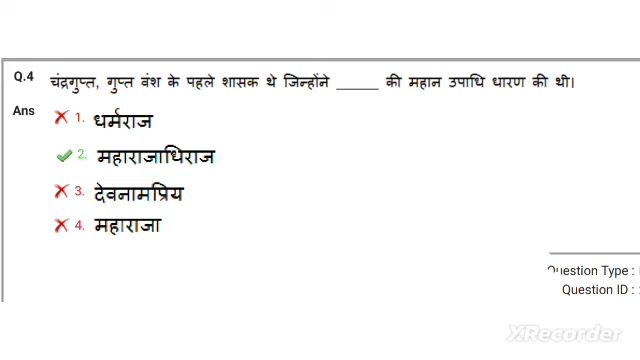 Q.4 चंद्रगुप्त, गुप्त वंश के पहले शासक थे जिन्होंने ______ की महान उपाधि धारण की थी।
Ans 1. धर्मराज
2. महाराजाधिराज
3. देवनामप्रिय
4. महाराजा
Question Type :
Question ID :
XRecorder